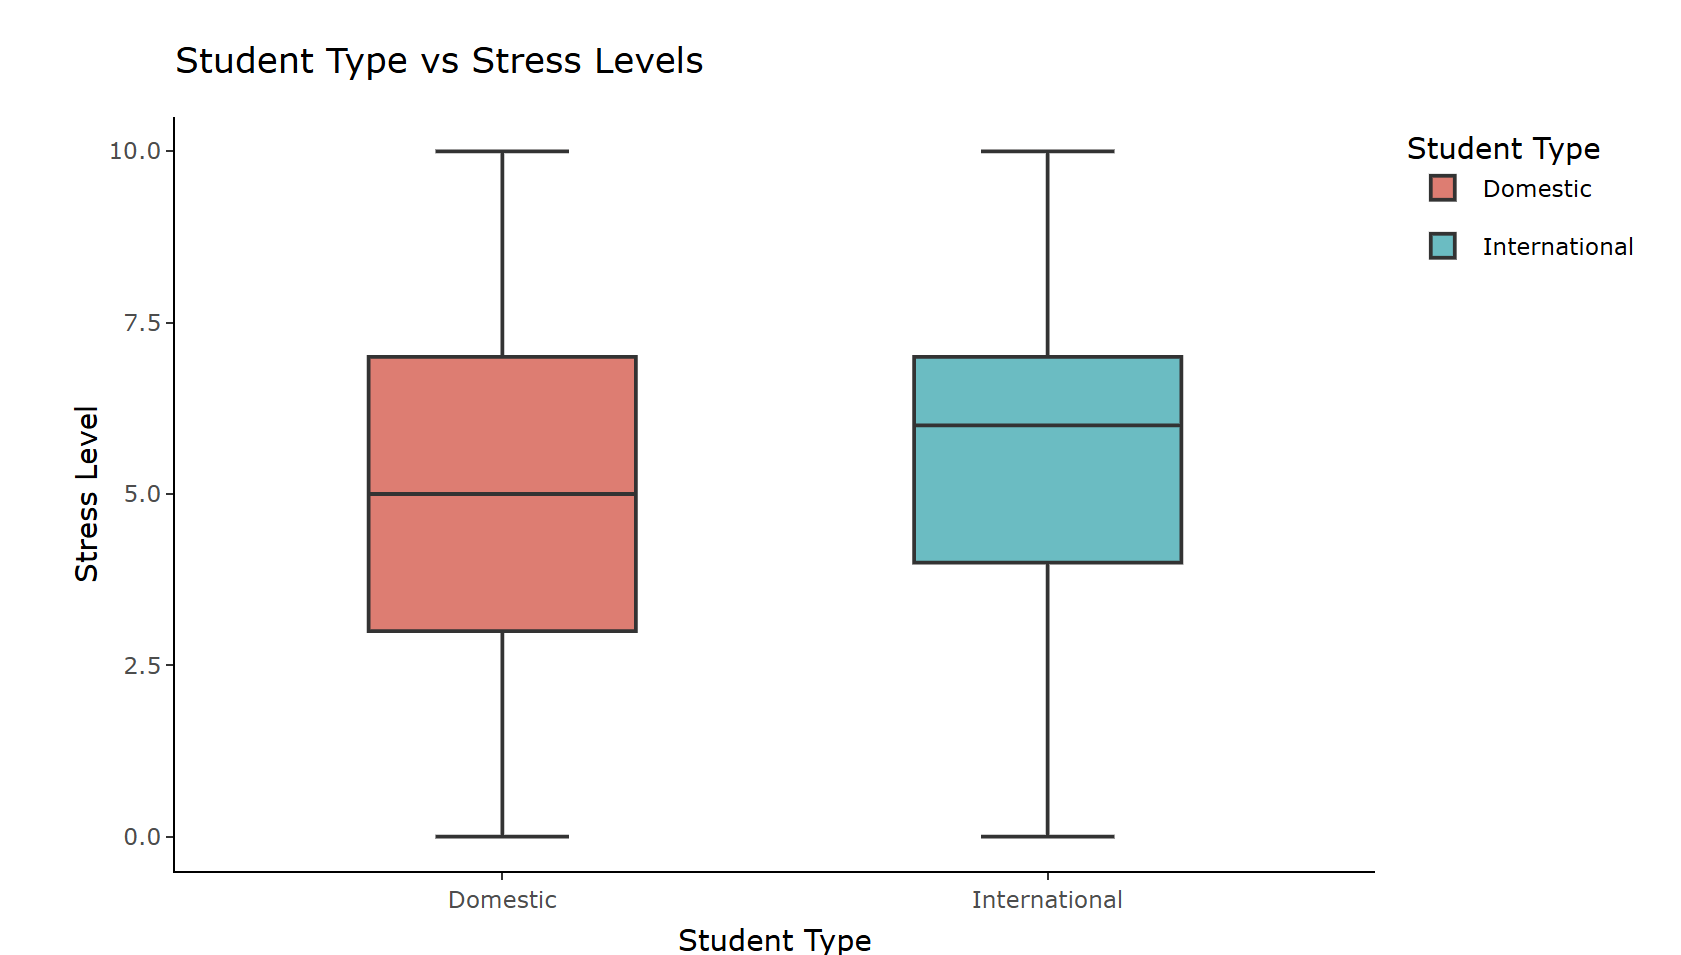 Student Type vs Stress Levels
Student Type
Domestic
International
10.0
7.5
5.0
2.5
0.0
Stress Level
Domestic
International
Student Type